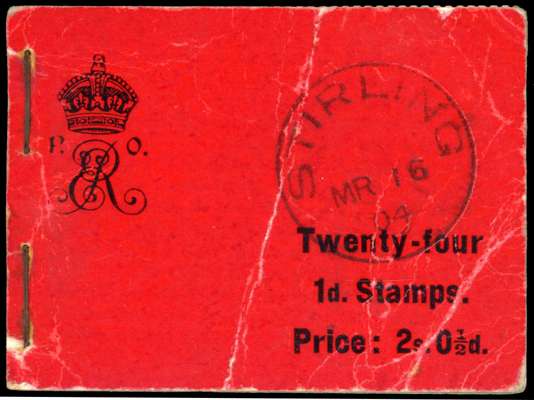 P. O.
ER
STIRLING
MR 16
04
Twenty-four
1d. Stamps.
Price: 2s. 0½d.